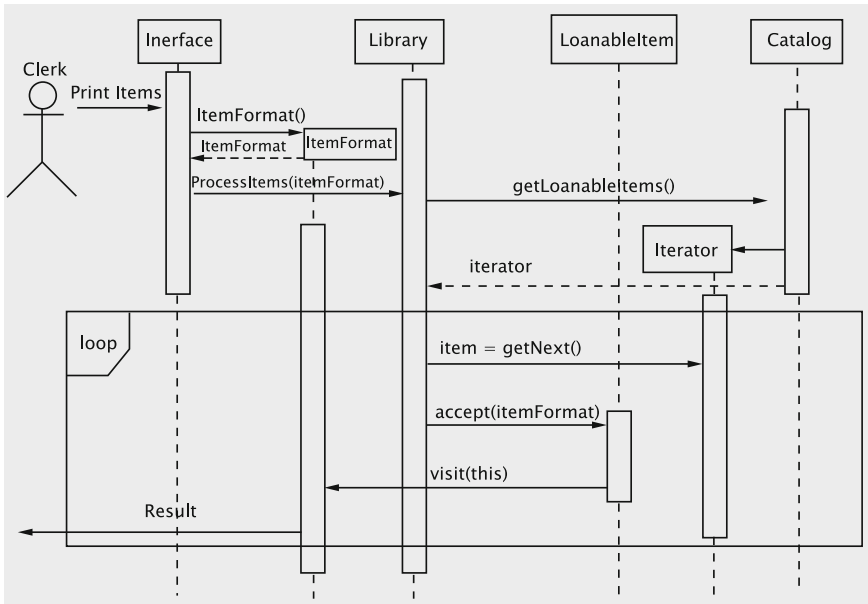 Inerface
Library
LoanableItem
Catalog
Clerk
Print Items
ItemFormat()
ItemFormat
ItemFormat
ProcessItems(itemFormat)
getLoanableItems()
Iterator
iterator
loop
item = getNext()
accept(itemFormat)
visit(this)
Result